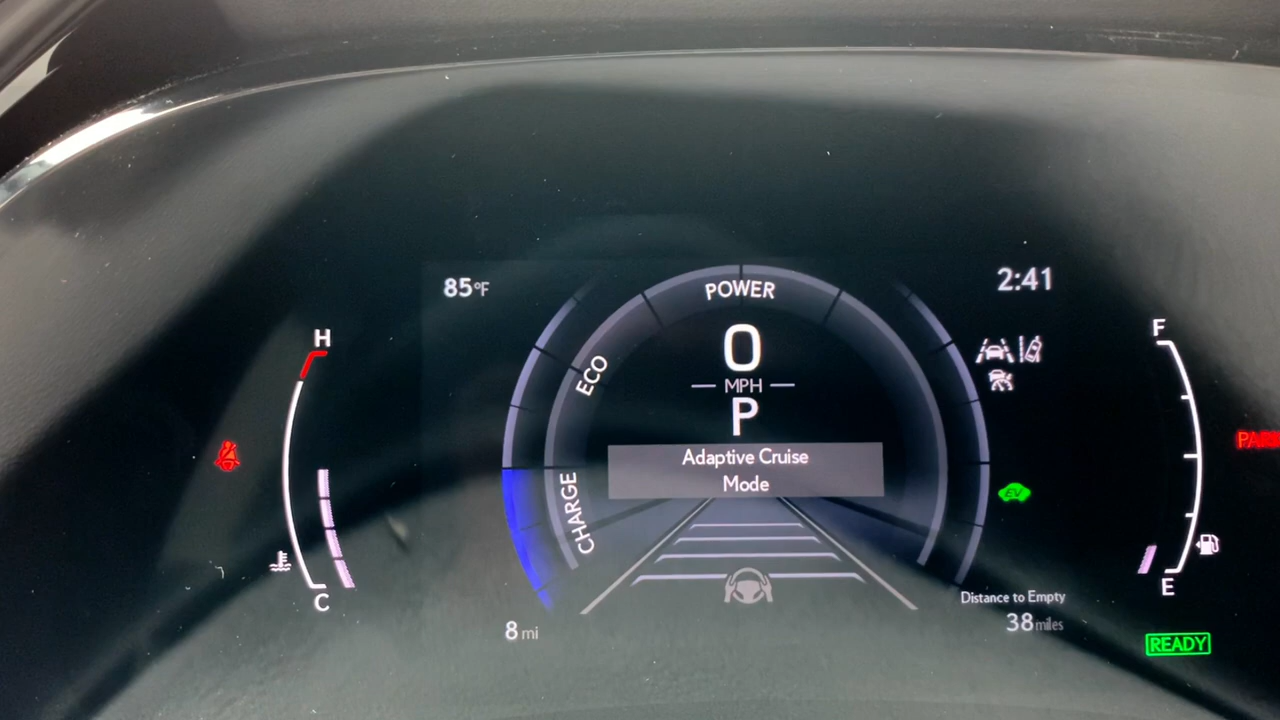 85°F
POWER
2:41
H
O
MPH
P
ECO
F
Adaptive Cruise
Mode
CHARGE
EV
C
E
Distance to Empty
8 mi
38 miles
READY